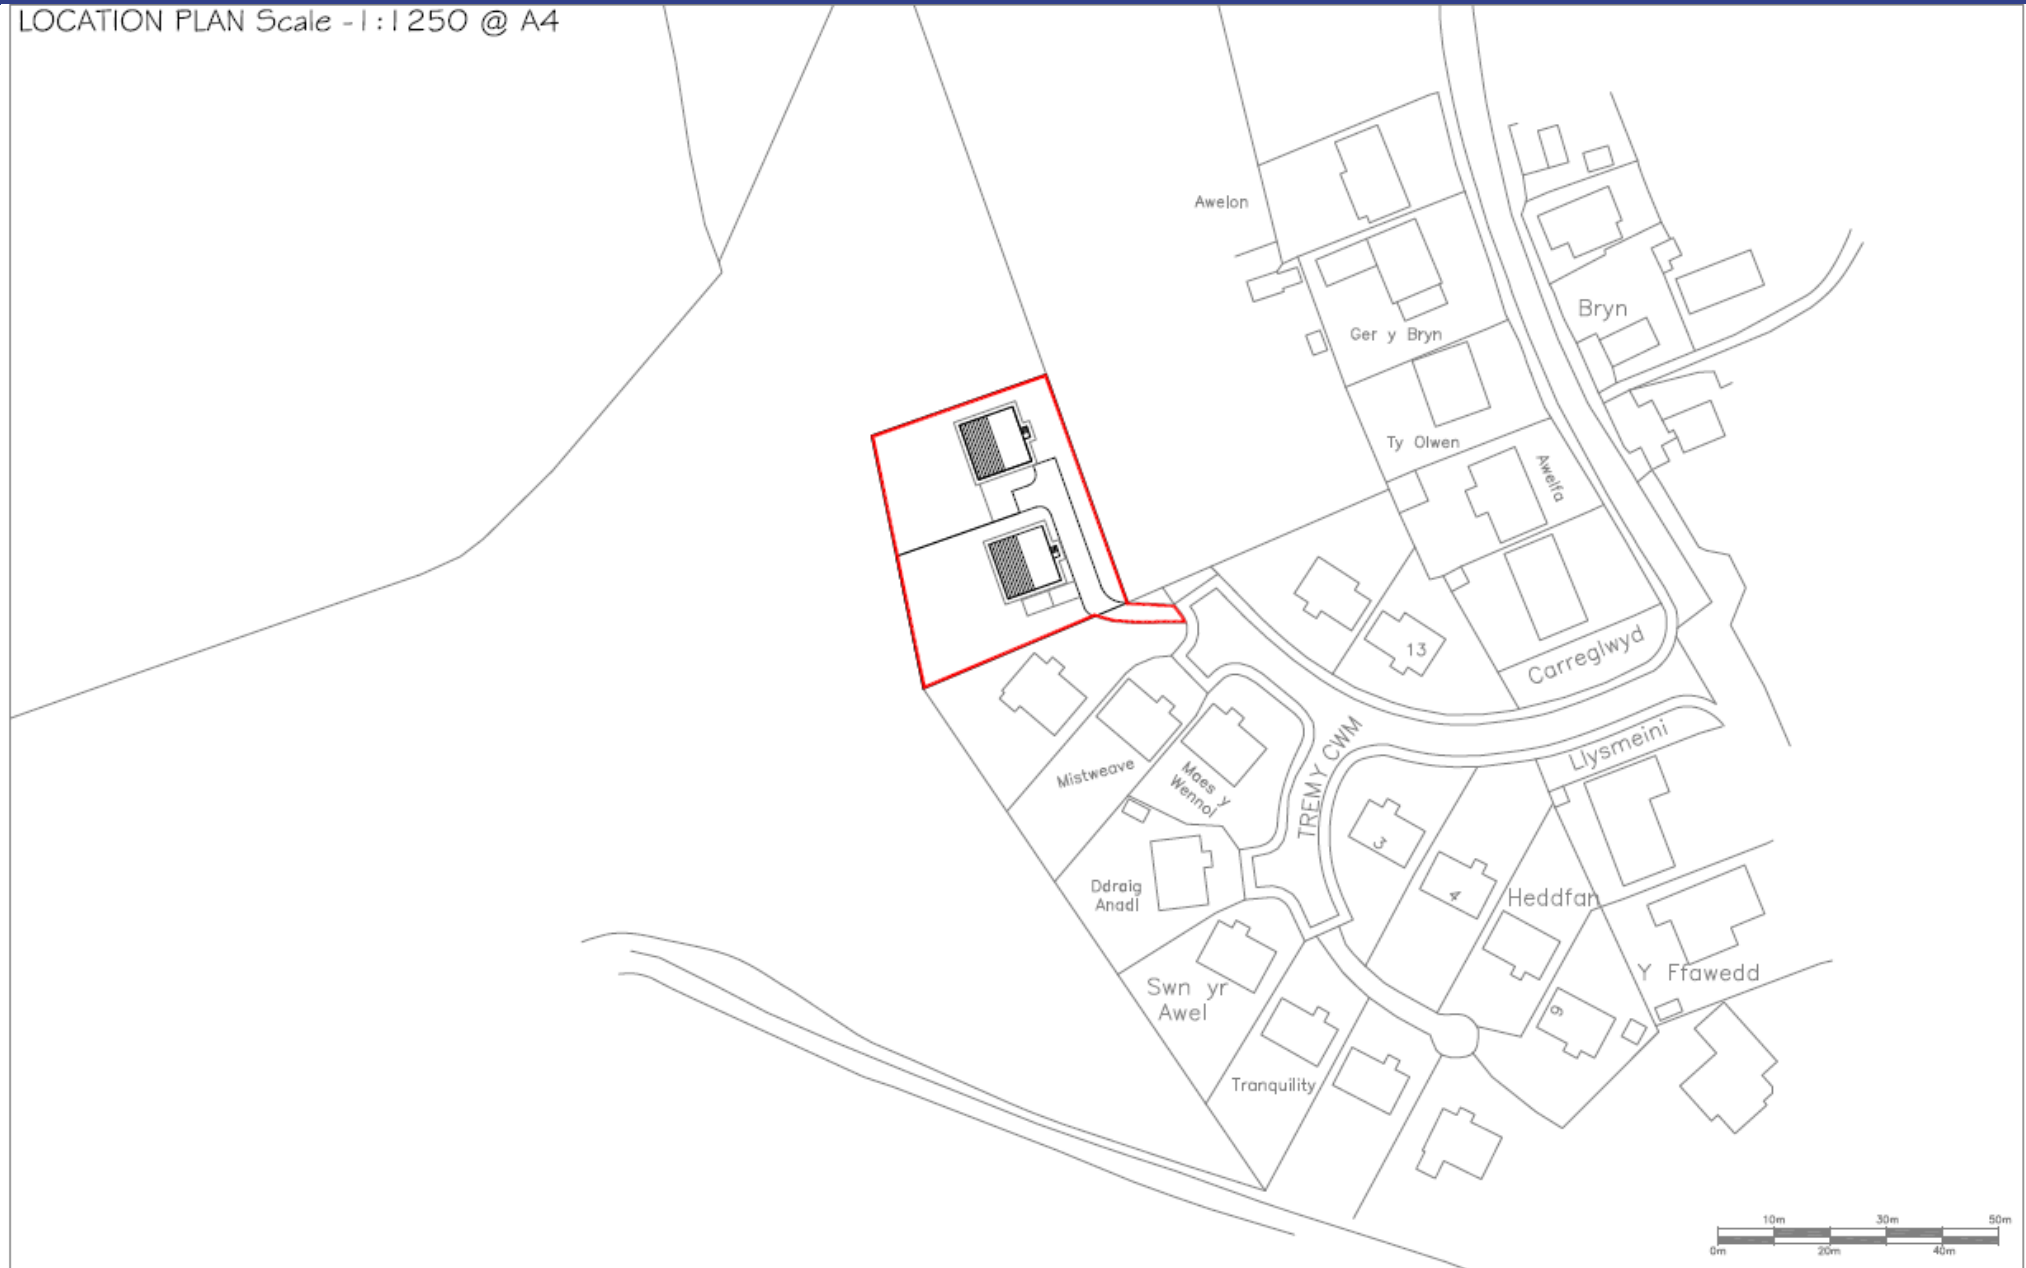 LOCATION PLAN Scale -1:1250 @ A4
Awelon
Bryn
Ger y Bryn
Ty Olwen
Awelfa
13
Carreglwyd
Llysmeini
TREMY CWM
Mistweave
Maes y
Wennol
3
4
Ddraig
Anadl
Heddfan
Y Ffawedd
Swn yr
Awel
9
Tranquility
10m 30m 50m
0m 20m 40m